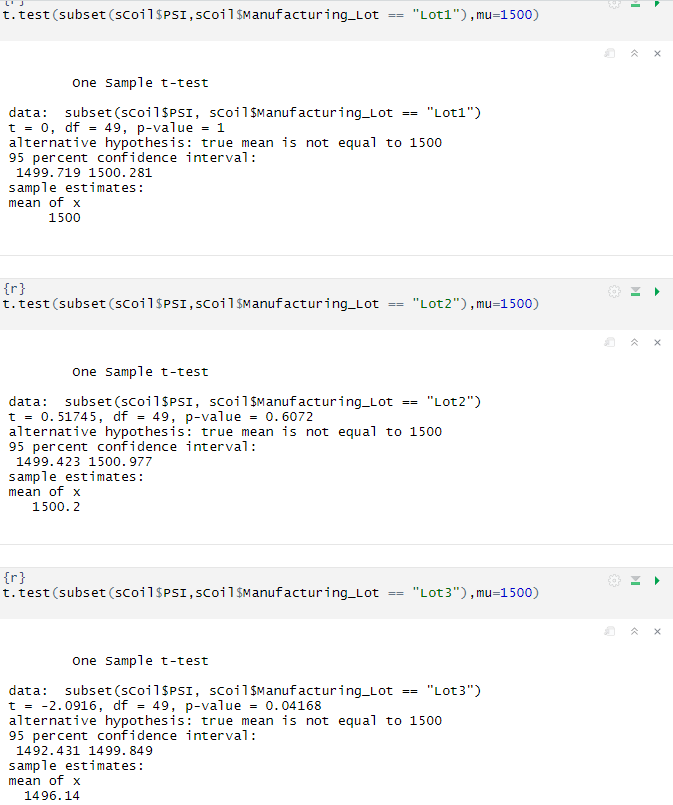 t.test(subset(sCoil$PSI,sCoil$Manufacturing_Lot == "Lot1"),mu=1500)
One Sample t-test
data:  subset(sCoil$PSI, sCoil$Manufacturing_Lot == "Lot1")
t = 0, df = 49, p-value = 1
alternative hypothesis: true mean is not equal to 1500
95 percent confidence interval:
1499.719 1500.281
sample estimates:
mean of x
1500
{r}
t.test(subset(sCoil$PSI,sCoil$Manufacturing_Lot == "Lot2"),mu=1500)
One Sample t-test
data:  subset(sCoil$PSI, sCoil$Manufacturing_Lot == "Lot2")
t = 0.51745, df = 49, p-value = 0.6072
alternative hypothesis: true mean is not equal to 1500
95 percent confidence interval:
1499.423 1500.977
sample estimates:
mean of x
1500.2
{r}
t.test(subset(sCoil$PSI,sCoil$Manufacturing_Lot == "Lot3"),mu=1500)
One Sample t-test
data:  subset(sCoil$PSI, sCoil$Manufacturing_Lot == "Lot3")
t = -2.0916, df = 49, p-value = 0.04168
alternative hypothesis: true mean is not equal to 1500
95 percent confidence interval:
1492.431 1499.849
sample estimates:
mean of x
1496.14